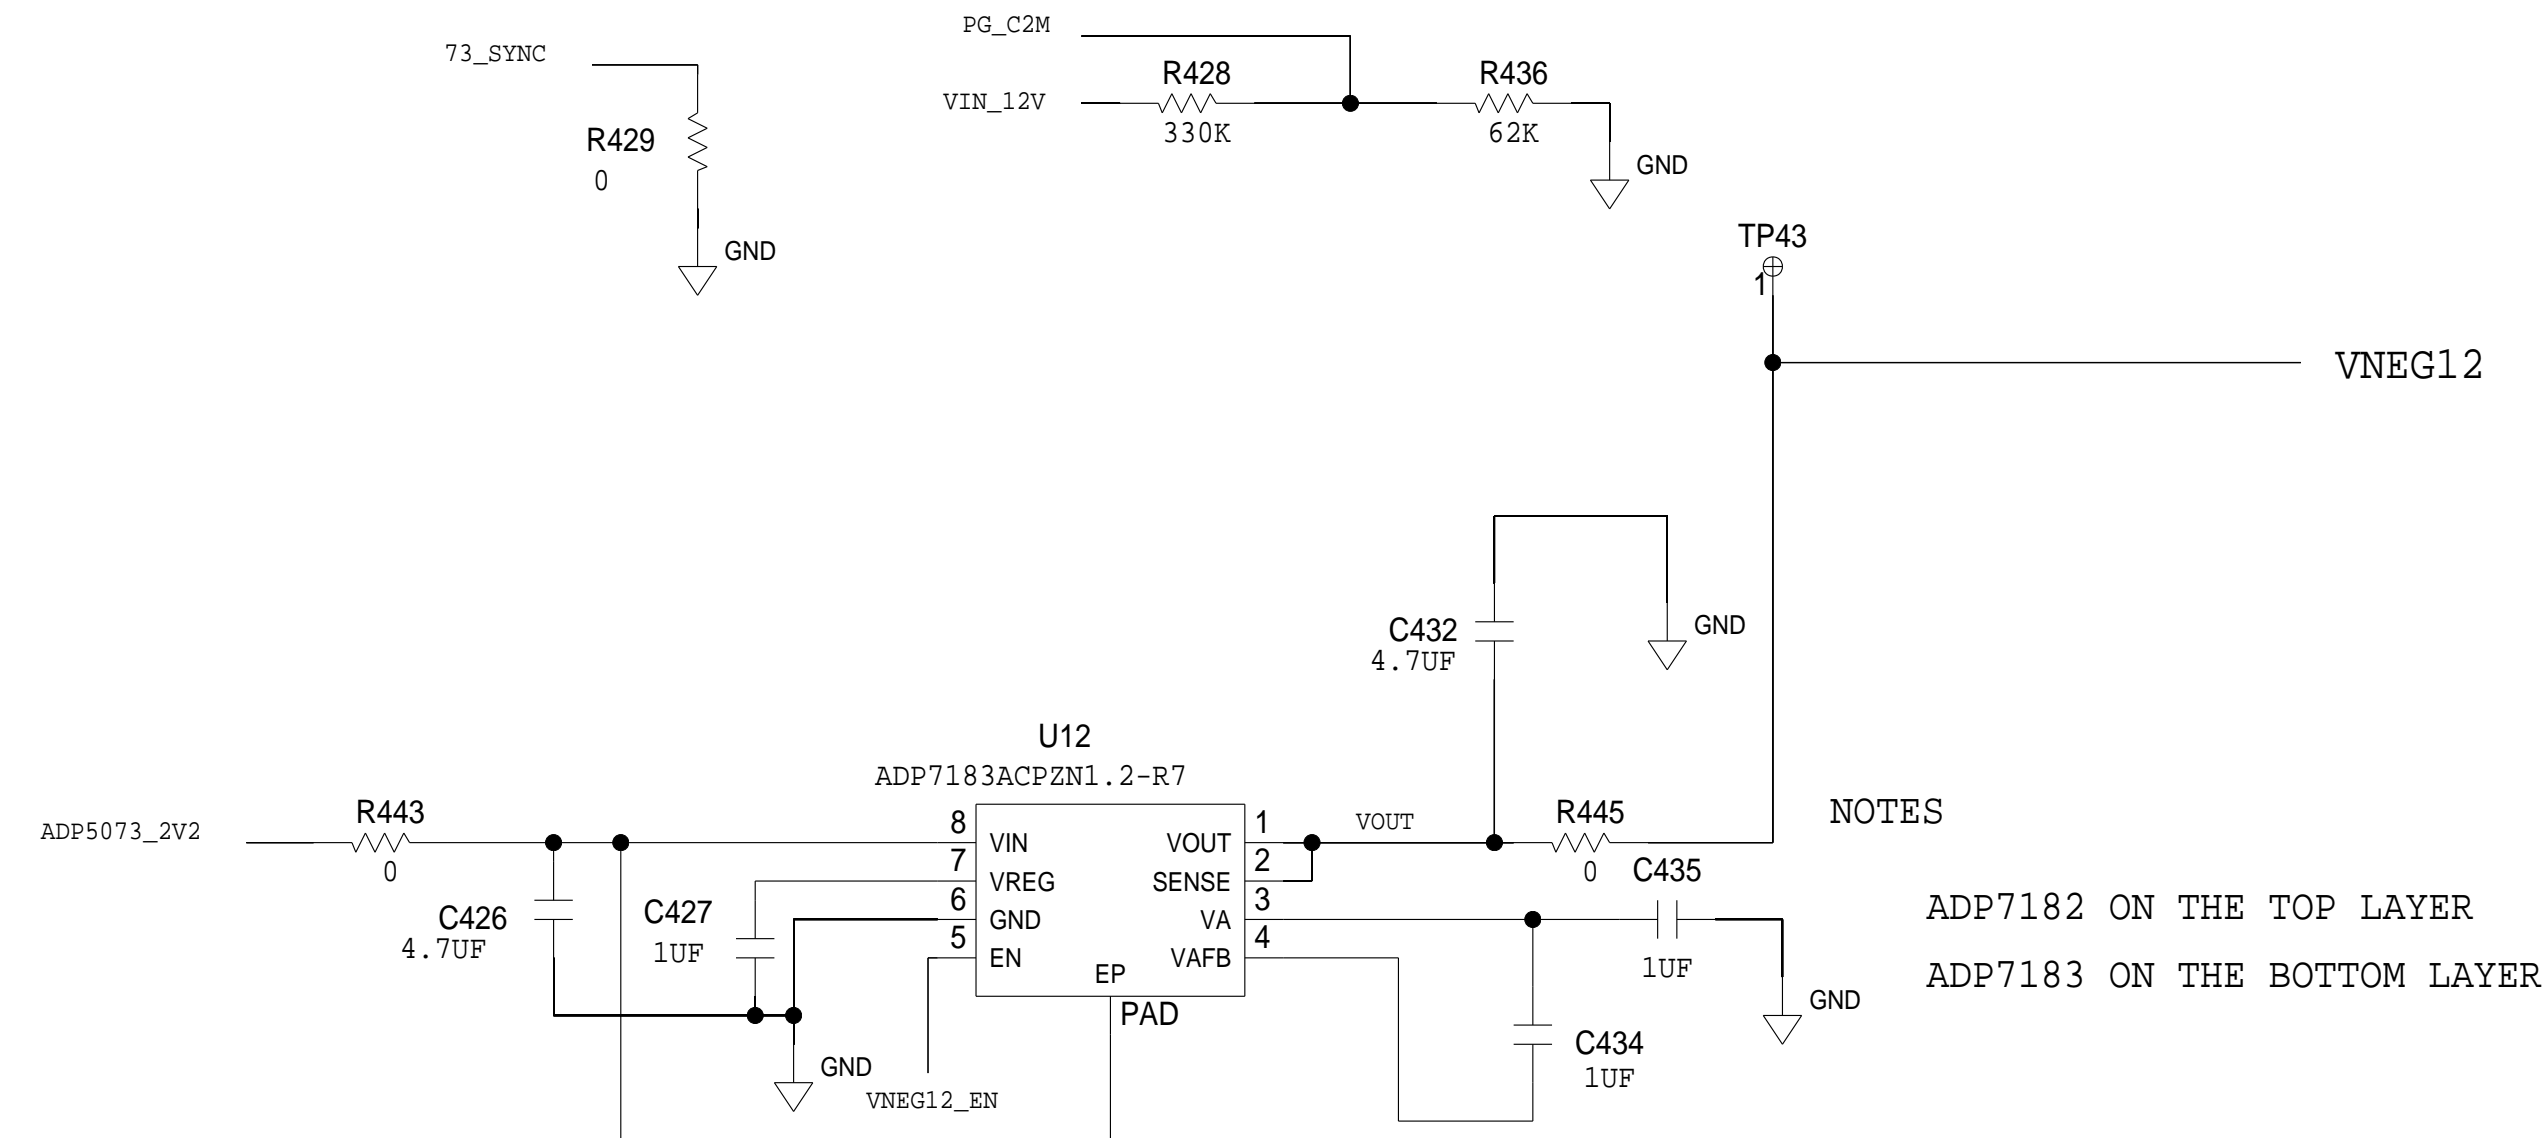 PG_C2M
73_SYNC
R428
R436
VIN_12V
330K
62K
R429
0
GND
GND
TP43
1
VNEG12
C432
4.7UF
GND
U12
ADP7183ACPZN1.2-R7
ADP5073_2V2
R443
0
8
VIN
7
VREG
6
GND
5
EN
EP
PAD
VOUT
1
SENSE
2
VA
3
VAFB
4
VOUT
R445
0
C435
1UF
NOTES
ADP7182 ON THE TOP LAYER
ADP7183 ON THE BOTTOM LAYER
C426
4.7UF
C427
1UF
GND
VNEG12_EN
C434
1UF
GND